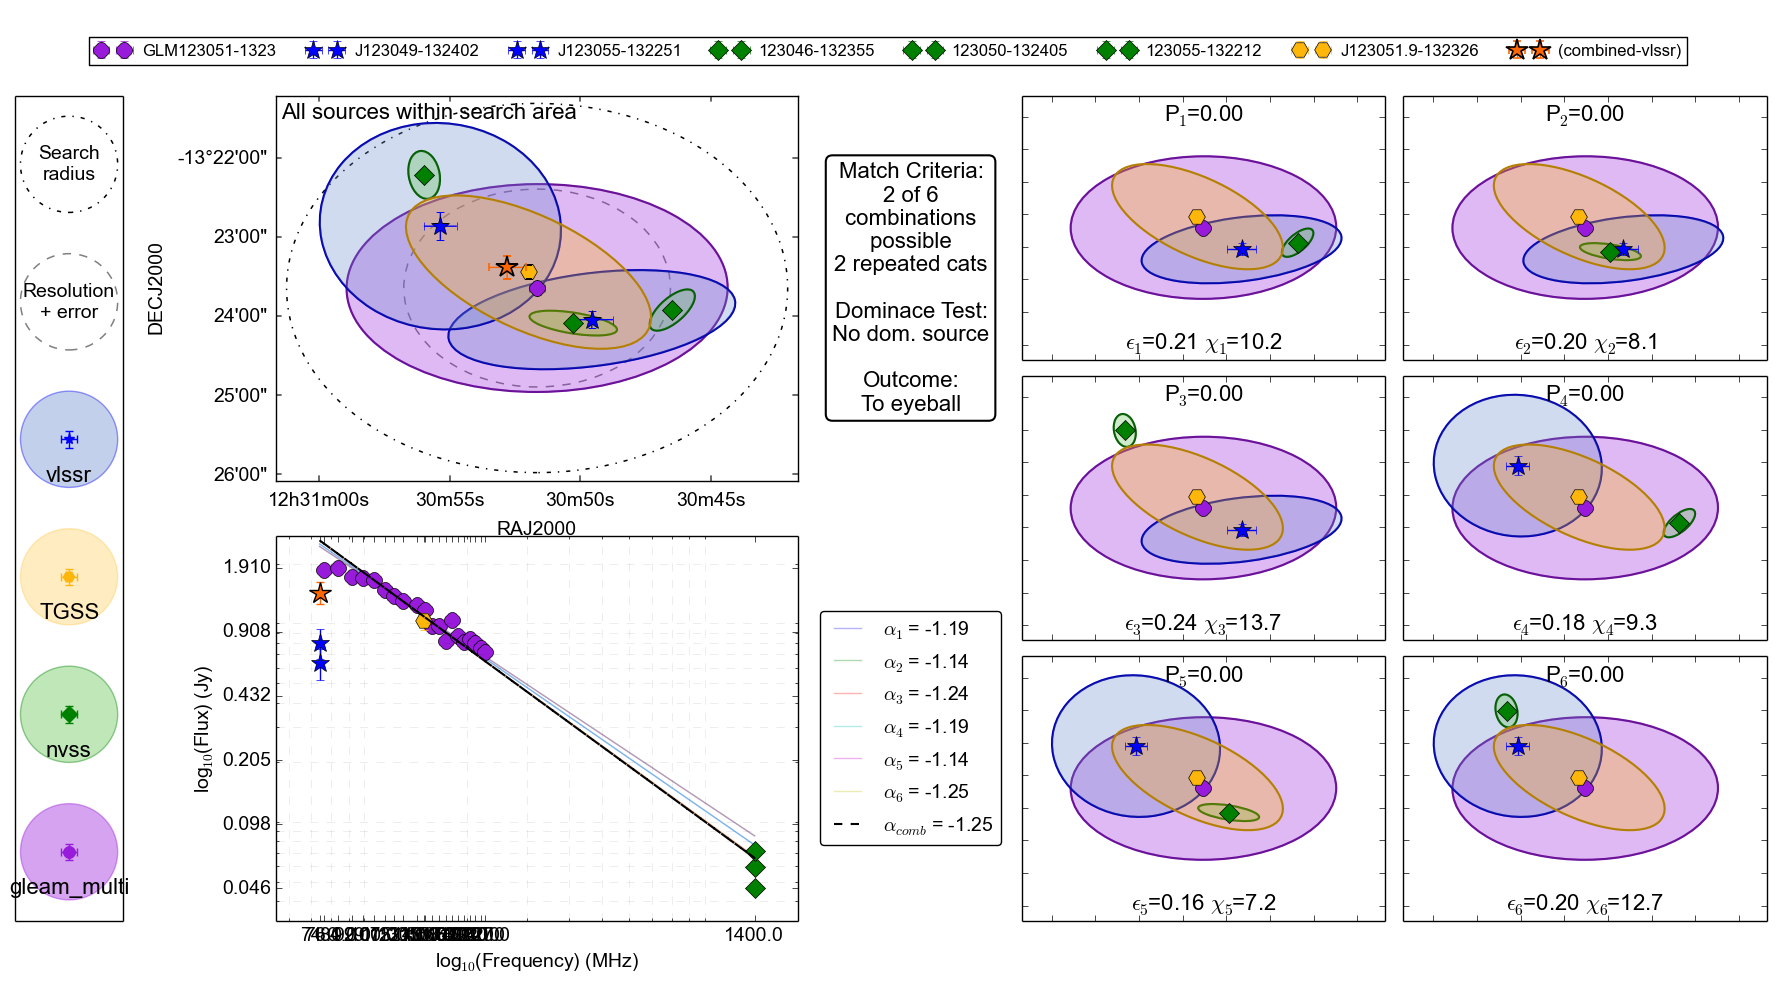 GLM123051-1323 J123049-132402 J123055-132251 123046-132355 123050-132405 123055-132212 J123051.9-132326 (combined-vlssr)
Search
radius
Resolution
+ error
vlssr
TGSS
nvss
gleam_multi
All sources within search area
DECJ2000
-13°22'00"
23'00"
24'00"
25'00"
26'00"
12h31m00s 30m55s 30m50s 30m45s
RAJ2000
log10(Flux) (Jy)
1.910
0.908
0.432
0.205
0.098
0.046
1400.0
log10(Frequency) (MHz)
Match Criteria:
2 of 6
combinations
possible
2 repeated cats
Dominace Test:
No dom. source
Outcome:
To eyeball
α1 = -1.19
α2 = -1.14
α3 = -1.24
α4 = -1.19
α5 = -1.14
α6 = -1.25
αcomb = -1.25
P1=0.00
ϵ1=0.21 χ1=10.2
P2=0.00
ϵ2=0.20 χ2=8.1
P3=0.00
ϵ3=0.24 χ3=13.7
P4=0.00
ϵ4=0.18 χ4=9.3
P5=0.00
ϵ5=0.16 χ5=7.2
P6=0.00
ϵ6=0.20 χ6=12.7